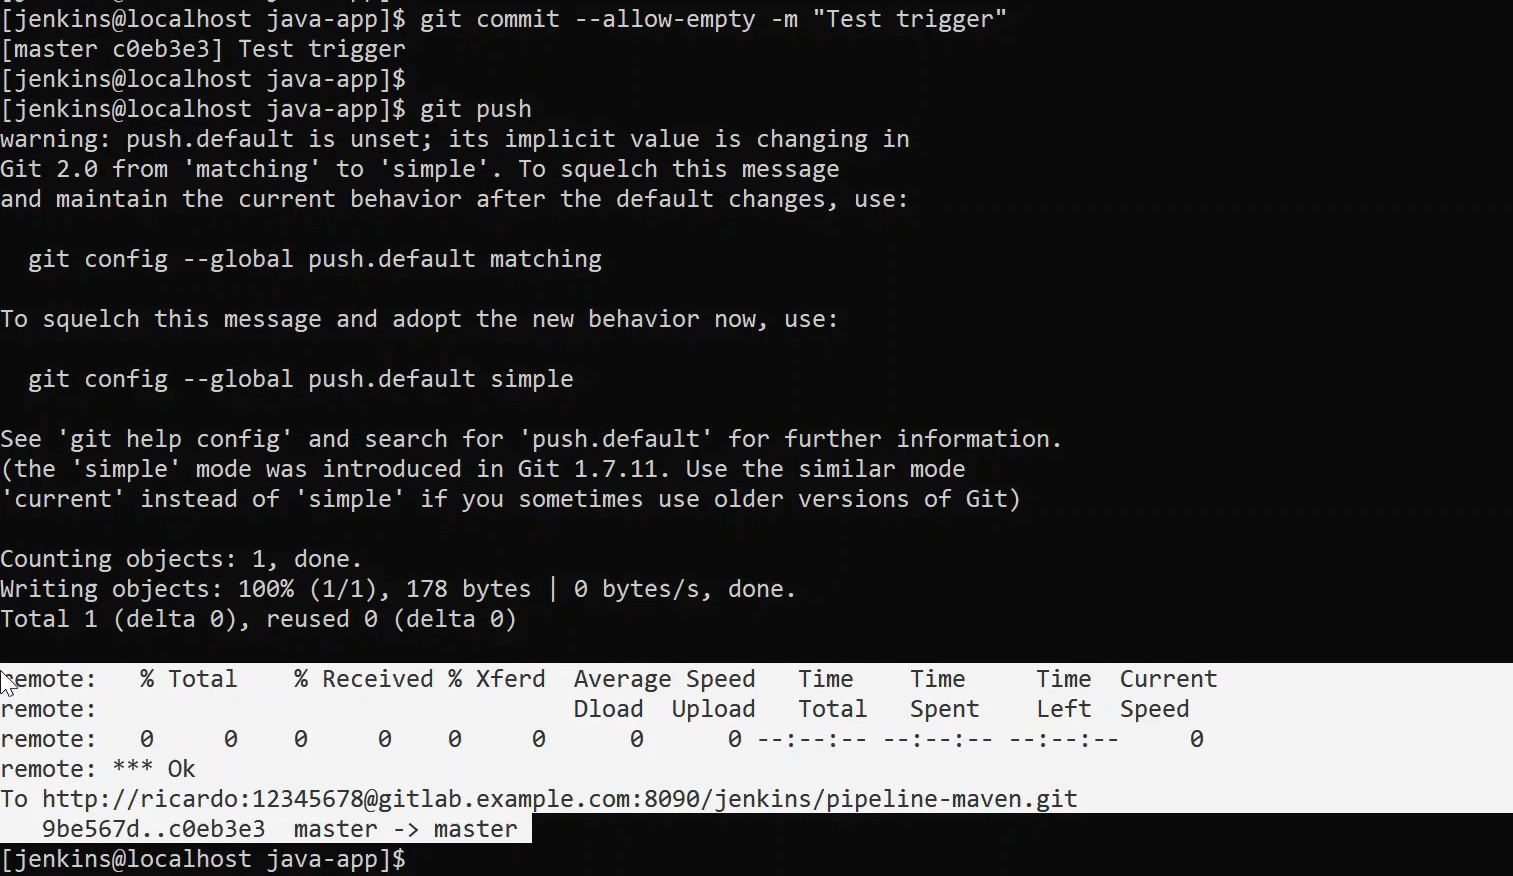 [jenkins@localhost java-app]$ git commit --allow-empty -m "Test trigger"
[master c0eb3e3] Test trigger
[jenkins@localhost java-app]$
[jenkins@localhost java-app]$ git push
warning: push.default is unset; its implicit value is changing in
Git 2.0 from 'matching' to 'simple'. To squelch this message
and maintain the current behavior after the default changes, use:

  git config --global push.default matching

To squelch this message and adopt the new behavior now, use:

  git config --global push.default simple

See 'git help config' and search for 'push.default' for further information.
(the 'simple' mode was introduced in Git 1.7.11. Use the similar mode
'current' instead of 'simple' if you sometimes use older versions of Git)

Counting objects: 1, done.
Writing objects: 100% (1/1), 178 bytes | 0 bytes/s, done.
Total 1 (delta 0), reused 0 (delta 0)

remote:   % Total    % Received % Xferd  Average Speed   Time    Time     Time  Current
remote:                                  Dload  Upload   Total   Spent    Left  Speed
remote:   0     0    0     0    0     0      0      0 --:--:-- --:--:-- --:--:--     0
remote: *** Ok
To http://ricardo:12345678@gitlab.example.com:8090/jenkins/pipeline-maven.git
   9be567d..c0eb3e3  master -> master
[jenkins@localhost java-app]$